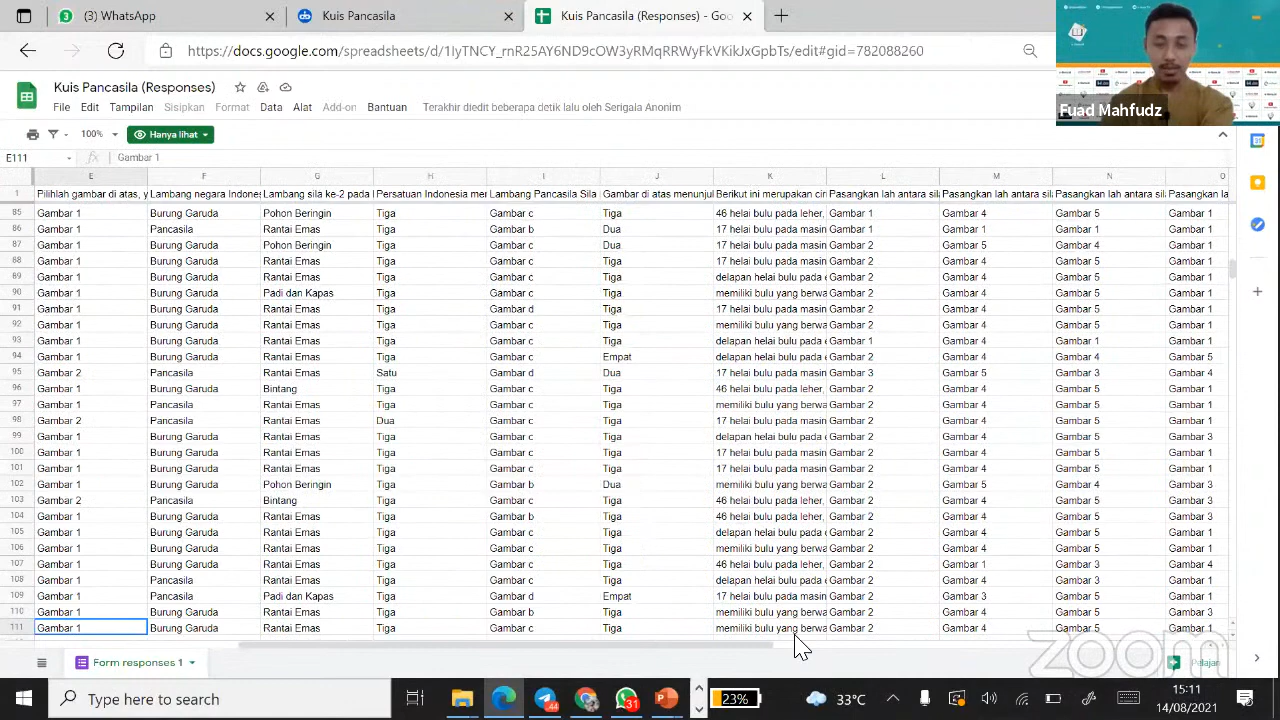 Kuis Pancasila (Responses) - Goo
https://docs.google.com/spreadsheets/d/
/edit#gid=782088260
Fuad Mahfudz
Kuis Pancasila (Responses)
File Edit Sisipkan Format Data Alat Add-ons Bantuan
100% Hanya lihat
E111 fx Gambar 1
E F G H I J K L M N O
1 Pilihlah gambar di atas, y Lambang negara Indones Lambang sila ke-2 pada Persatuan Indonesia mer Lambang Pancasila Sila Gambar di atas menunjul Berikut ini merupakan cir Pasangkan lah antara sila Pasangkan lah antara sila Pasangkan lah antara sila Pasangkan la
85 Gambar 1 Burung Garuda Pohon Beringin Tiga Gambar c Tiga 46 helai bulu pada leher, Gambar 1 Gambar 4 Gambar 5 Gambar 1
Gambar 1 Pancasila Rantai Emas Tiga Gambar b Dua 17 helai bulu pada masin Gambar 1 Gambar 1 Gambar 1 Gambar 1
87 Gambar 1 Burung Garuda Pohon Beringin Tiga Gambar c Dua 17 helai bulu pada masin Gambar 2 Gambar 5 Gambar 4 Gambar 1
Gambar 1 Burung Garuda Rantai Emas Tiga Gambar c Tiga 17 helai bulu pada masin Gambar 2 Gambar 4 Gambar 5 Gambar 1
Gambar 1 Burung Garuda Rantai Emas Tiga Gambar c Tiga delapan helai bulu pada e Gambar 2 Gambar 4 Gambar 5 Gambar 1
90 Gambar 1 Burung Garuda Padi dan Kapas Tiga Gambar c Tiga memiliki bulu yang berwa Gambar 2 Gambar 4 Gambar 5 Gambar 1
91 Gambar 1 Burung Garuda Rantai Emas Tiga Gambar d Tiga 17 helai bulu pada masin Gambar 2 Gambar 4 Gambar 5 Gambar 1
92 Gambar 1 Burung Garuda Rantai Emas Tiga Gambar c Tiga memiliki bulu yang berwa Gambar 2 Gambar 4 Gambar 5 Gambar 1
93 Gambar 1 Burung Garuda Rantai Emas Tiga Gambar c Tiga delapan helai bulu pada e Gambar 1 Gambar 4 Gambar 1 Gambar 1
94 Gambar 1 Burung Garuda Rantai Emas Tiga Gambar c Empat delapan helai bulu pada e Gambar 2 Gambar 4 Gambar 4 Gambar 5
95 Gambar 2 Pancasila Rantai Emas Satu Gambar d Dua 17 helai bulu pada masin Gambar 3 Gambar 5 Gambar 3 Gambar 4
96 Gambar 1 Burung Garuda Bintang Tiga Gambar c Tiga 46 helai bulu pada leher, Gambar 2 Gambar 4 Gambar 5 Gambar 1
97 Gambar 1 Pancasila Rantai Emas Tiga Gambar c Tiga memiliki bulu yang berwa Gambar 2 Gambar 4 Gambar 5 Gambar 1
98 Gambar 2 Pancasila Rantai Emas Dua Gambar c Tiga 17 helai bulu pada masin Gambar 2 Gambar 4 Gambar 5 Gambar 1
99 Gambar 1 Burung Garuda Rantai Emas Tiga Gambar c Tiga delapan helai bulu pada e Gambar 2 Gambar 4 Gambar 5 Gambar 3
100 Gambar 1 Burung Garuda Rantai Emas Tiga Gambar c Tiga 17 helai bulu pada masin Gambar 2 Gambar 4 Gambar 5 Gambar 1
101 Gambar 1 Burung Garuda Rantai Emas Tiga Gambar c Tiga 17 helai bulu pada masin Gambar 2 Gambar 4 Gambar 5 Gambar 1
102 Gambar 1 Burung Garuda Pohon Beringin Tiga Gambar b Dua memiliki bulu yang berwa Gambar 2 Gambar 5 Gambar 4 Gambar 3
103 Gambar 2 Pancasila Bintang Tiga Gambar c Tiga 46 helai bulu pada leher, Gambar 2 Gambar 4 Gambar 5 Gambar 1
104 Gambar 1 Burung Garuda Rantai Emas Tiga Gambar b Tiga 46 helai bulu pada leher, Gambar 2 Gambar 4 Gambar 5 Gambar 3
105 Gambar 1 Burung Garuda Rantai Emas Tiga Gambar c Tiga delapan helai bulu pada e Gambar 2 Gambar 4 Gambar 5 Gambar 1
106 Gambar 1 Burung Garuda Rantai Emas Tiga Gambar c Tiga memiliki bulu yang berwa Gambar 2 Gambar 4 Gambar 5 Gambar 1
107 Gambar 1 Burung Garuda Rantai Emas Tiga Gambar c Tiga 46 helai bulu pada leher, Gambar 2 Gambar 1 Gambar 3 Gambar 4
108 Gambar 1 Pancasila Rantai Emas Tiga Gambar c Tiga delapan helai bulu pada e Gambar 2 Gambar 4 Gambar 3 Gambar 1
109 Gambar 1 Pancasila Padi dan Kapas Tiga Gambar d Empat 17 helai bulu pada masin Gambar 2 Gambar 3 Gambar 5 Gambar 1
110 Gambar 1 Burung Garuda Rantai Emas Tiga Gambar b Tiga memiliki bulu yang berwa Gambar 2 Gambar 4 Gambar 5 Gambar 3
111 Gambar 1 Burung Garuda Rantai Emas Tiga Gambar c Tiga memiliki bulu yang berwa Gambar 2 Gambar 4 Gambar 5 Gambar 1
zoom
Form responses 1
Type here to search 44 31 23% 33°C 15:11
14/08/2021